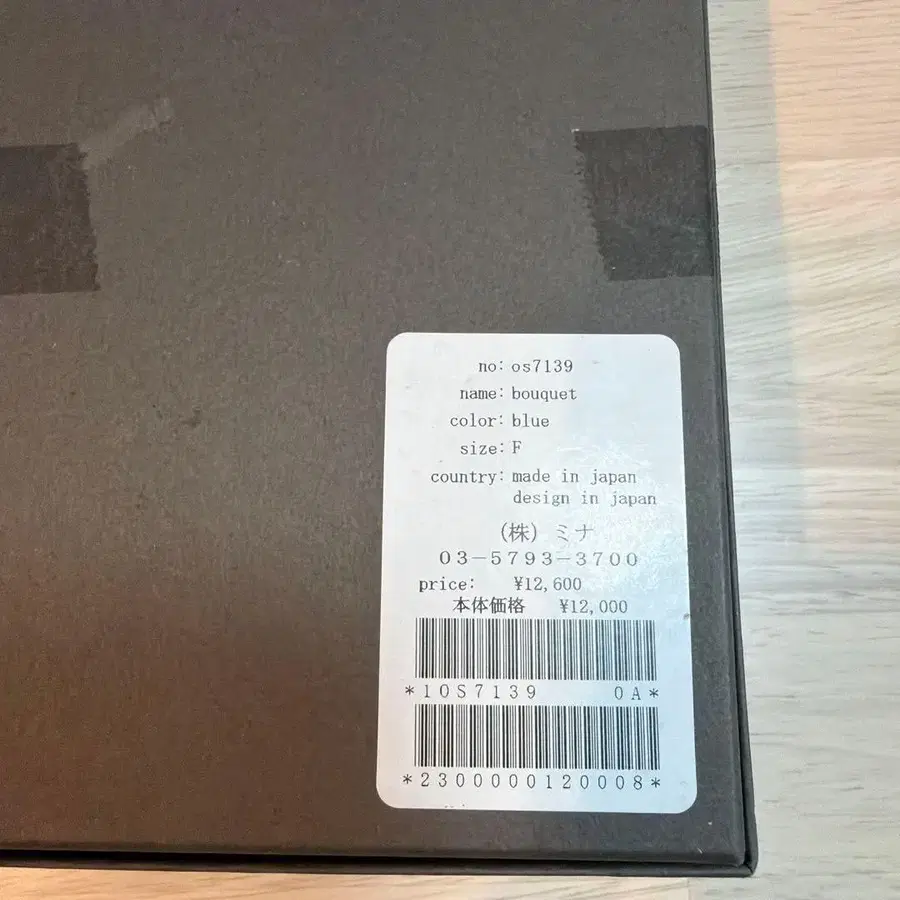 no: os7139
name: bouquet
color: blue
size: F
country: made in japan
design in japan
(株) ミナ
03-5793-3700
price: ¥12,600
本体価格 ¥12,000
*1OS7139 0A*
*2300000120008*